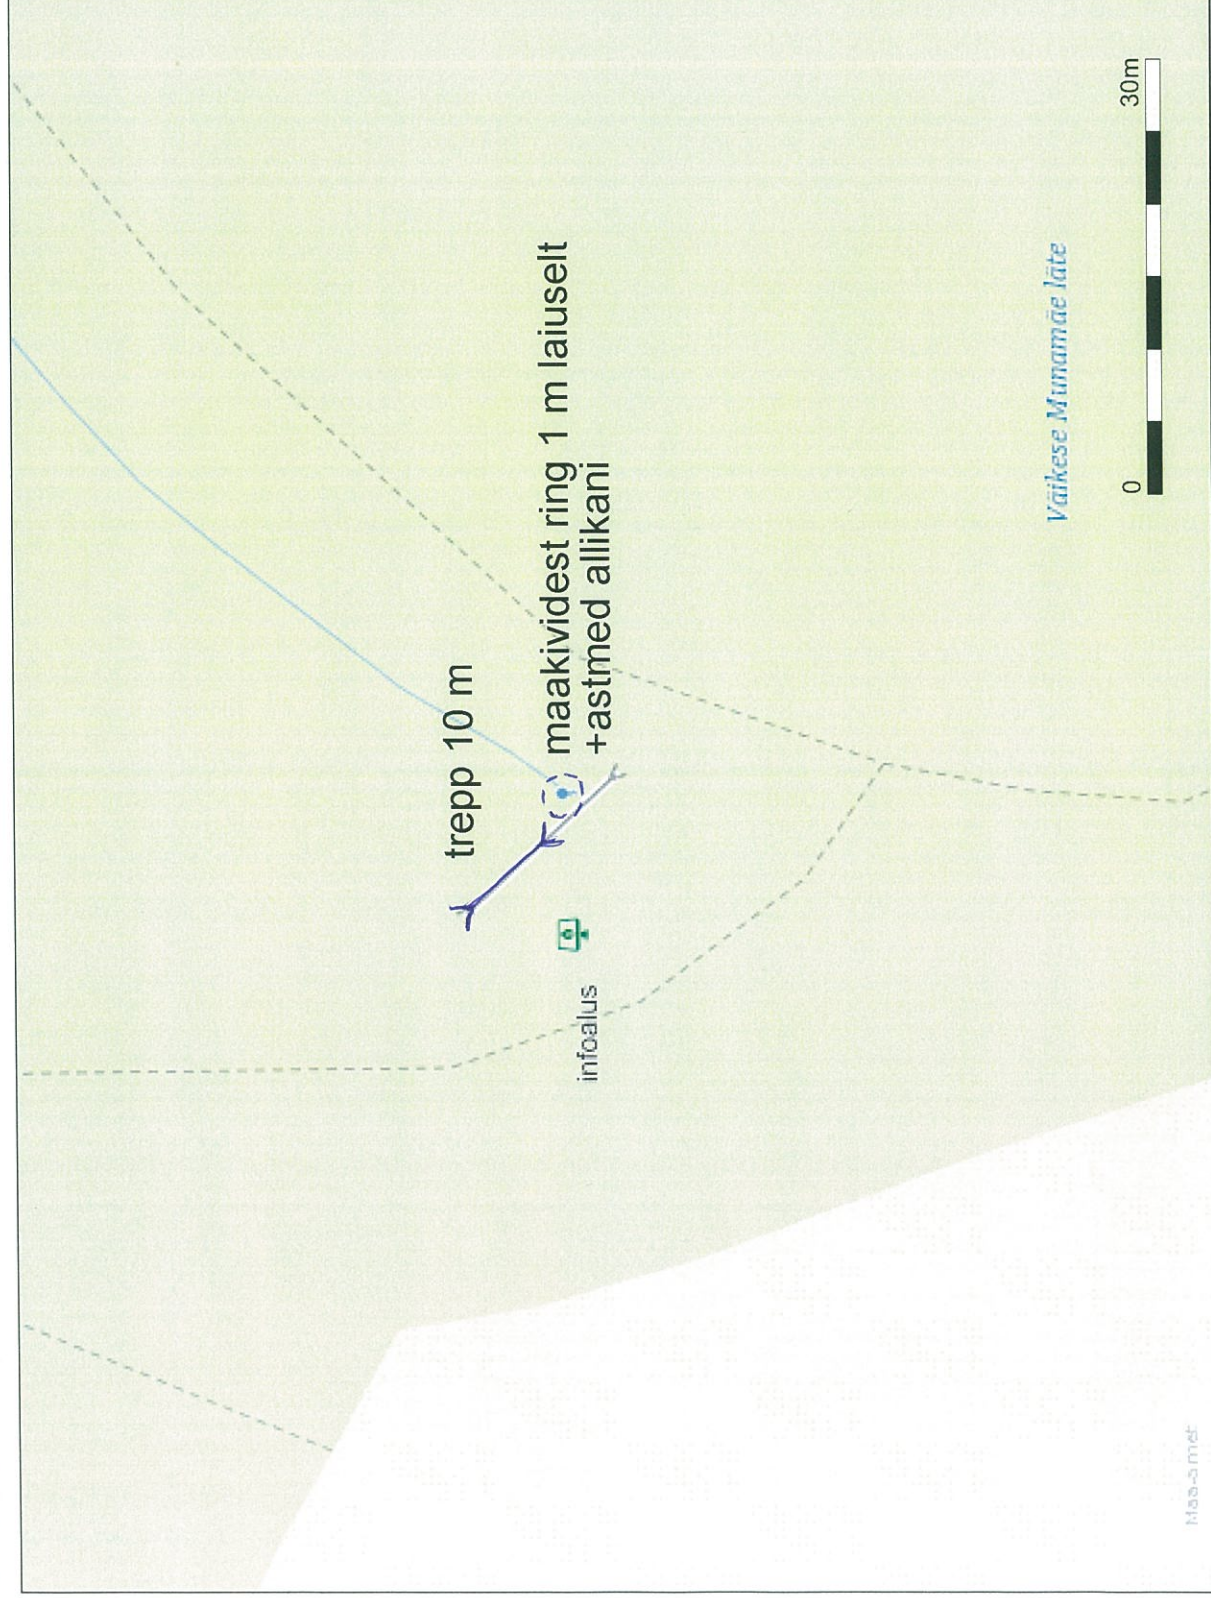 trepp 10 m
maakividest ring 1 m laiuselt
+astmed allikani
infoalus
Väikese Munamäe läte
0 30m
Maa-amet